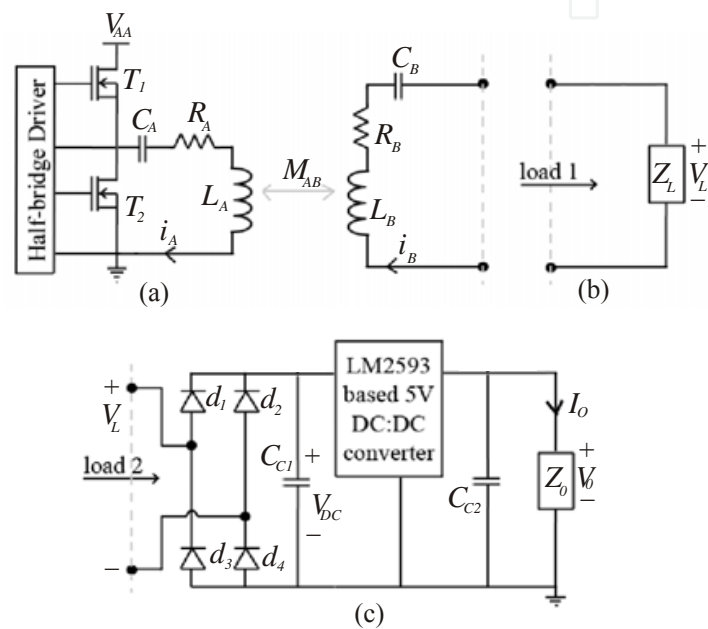 V_AA
Half-bridge Driver
T_1
C_A
R_A
T_2
L_A
i_A
M_AB
C_B
R_B
L_B
i_B
load 1
Z_L
+
V_L
−
(a)
(b)
+
V_L
load 2
−
d_1
d_2
d_3
d_4
C_C1
+
V_DC
−
LM2593
based 5V
DC:DC
converter
C_C2
I_O
Z_0
+
V_0
−
(c)